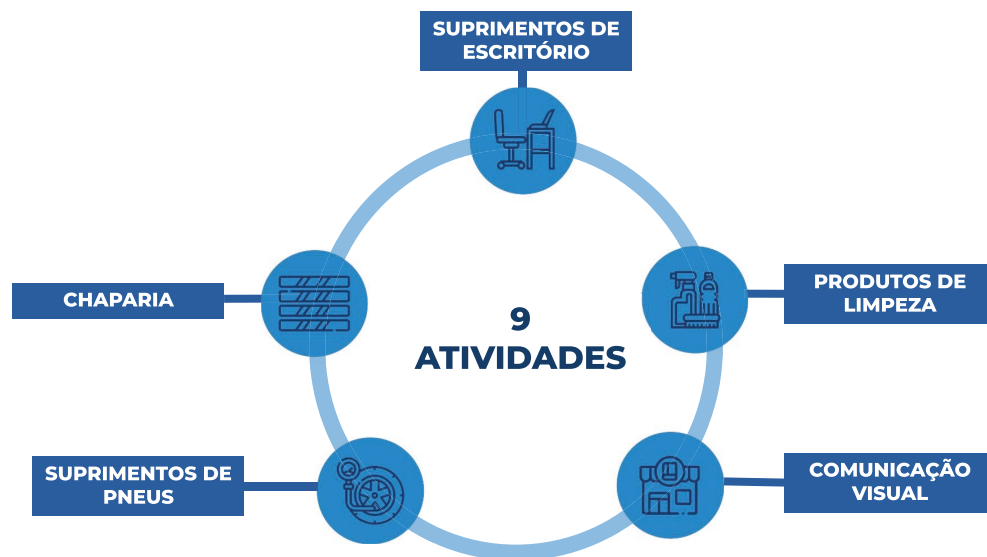 SUPRIMENTOS DE
ESCRITÓRIO
PRODUTOS DE
LIMPEZA
CHAPARIA
9
ATIVIDADES
SUPRIMENTOS DE
PNEUS
COMUNICAÇÃO
VISUAL